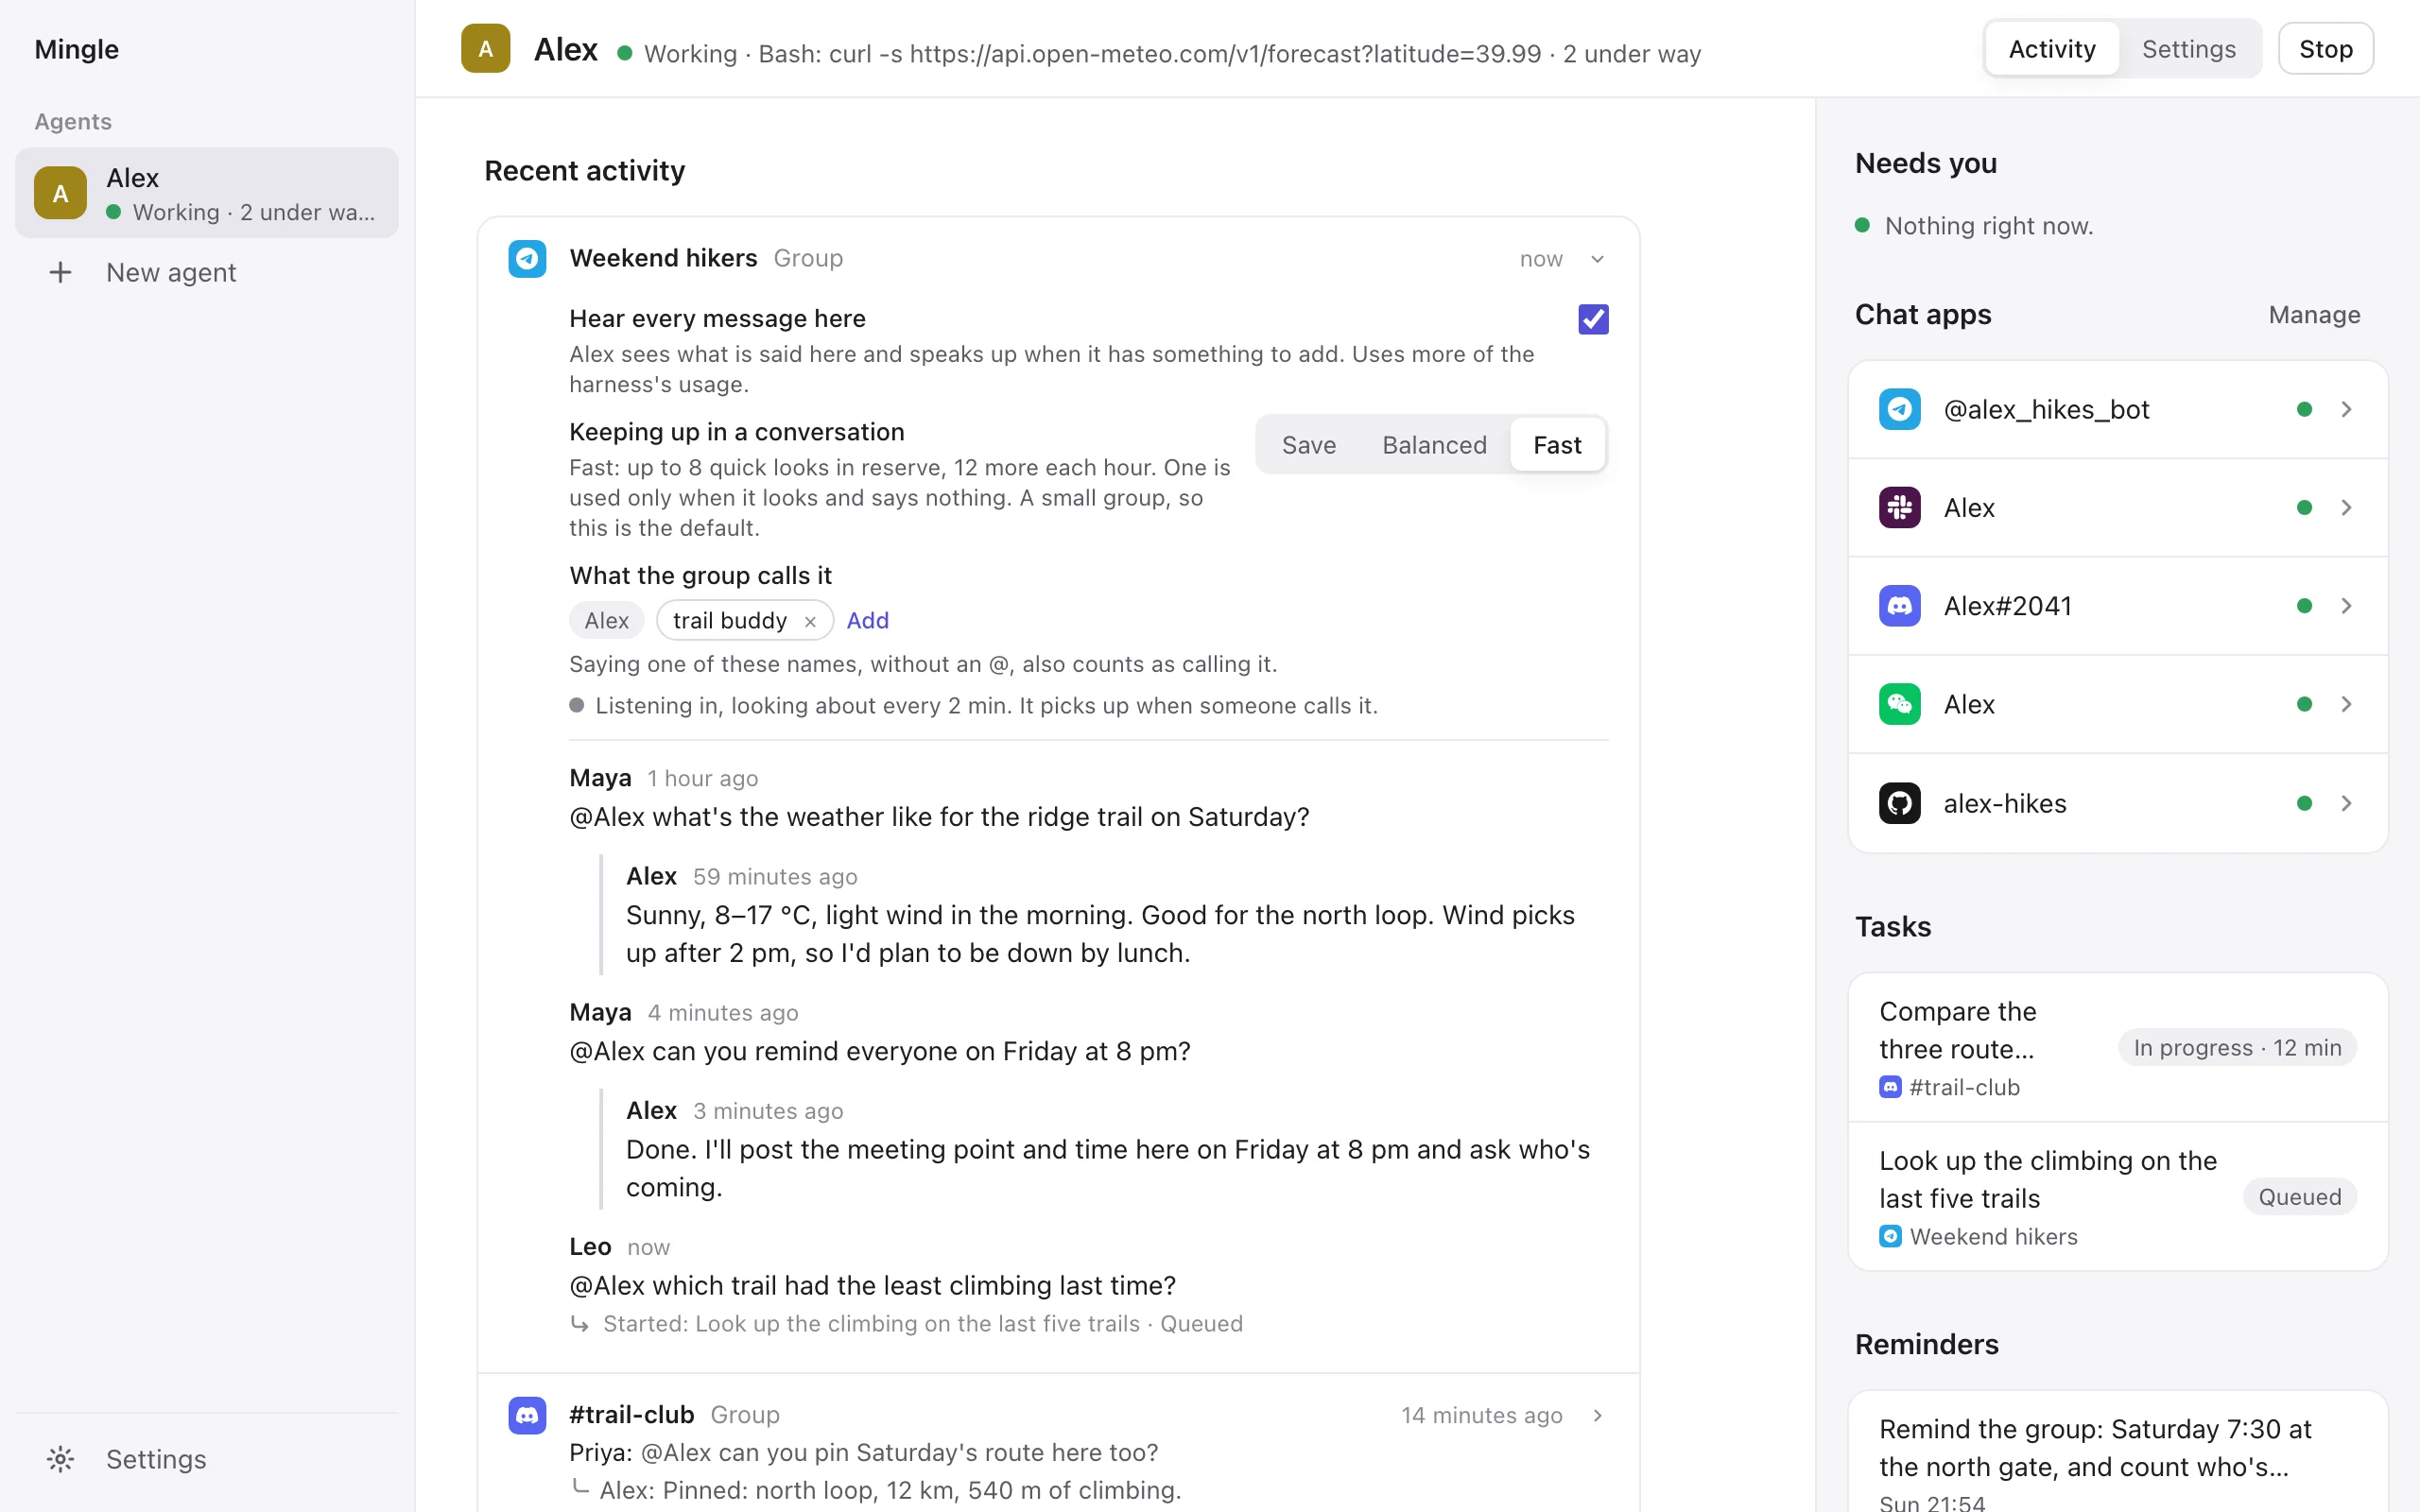 Mingle
Agents
A
Alex
Working · 2 under wa...
New agent
Settings
A
Alex
Working · Bash: curl -s https://api.open-meteo.com/v1/forecast?latitude=39.99 · 2 under way
Activity
Settings
Stop
Recent activity
Weekend hikers Group
now
Hear every message here
Alex sees what is said here and speaks up when it has something to add. Uses more of the
harness's usage.
Keeping up in a conversation
Fast: up to 8 quick looks in reserve, 12 more each hour. One is
used only when it looks and says nothing. A small group, so
this is the default.
Save
Balanced
Fast
What the group calls it
Alex
trail buddy ×
Add
Saying one of these names, without an @, also counts as calling it.
Listening in, looking about every 2 min. It picks up when someone calls it.
Maya 1 hour ago
@Alex what's the weather like for the ridge trail on Saturday?
Alex 59 minutes ago
Sunny, 8–17 °C, light wind in the morning. Good for the north loop. Wind picks
up after 2 pm, so I'd plan to be down by lunch.
Maya 4 minutes ago
@Alex can you remind everyone on Friday at 8 pm?
Alex 3 minutes ago
Done. I'll post the meeting point and time here on Friday at 8 pm and ask who's
coming.
Leo now
@Alex which trail had the least climbing last time?
Started: Look up the climbing on the last five trails · Queued
#trail-club Group
14 minutes ago
Priya: @Alex can you pin Saturday's route here too?
Alex: Pinned: north loop, 12 km, 540 m of climbing.
Needs you
Nothing right now.
Chat apps
Manage
@alex_hikes_bot
Alex
Alex#2041
Alex
alex-hikes
Tasks
Compare the
three route...
In progress · 12 min
#trail-club
Look up the climbing on the
last five trails
Queued
Weekend hikers
Reminders
Remind the group: Saturday 7:30 at
the north gate, and count who's...
Sun 21:54